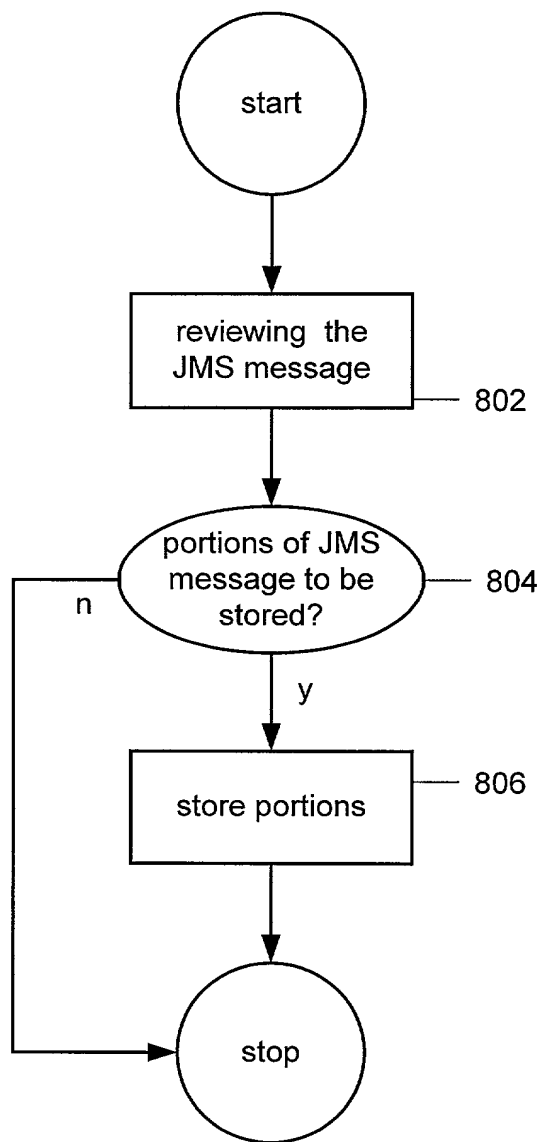 start
reviewing the
JMS message
802
portions of JMS
message to be
stored?
804
n
y
806
store portions
stop